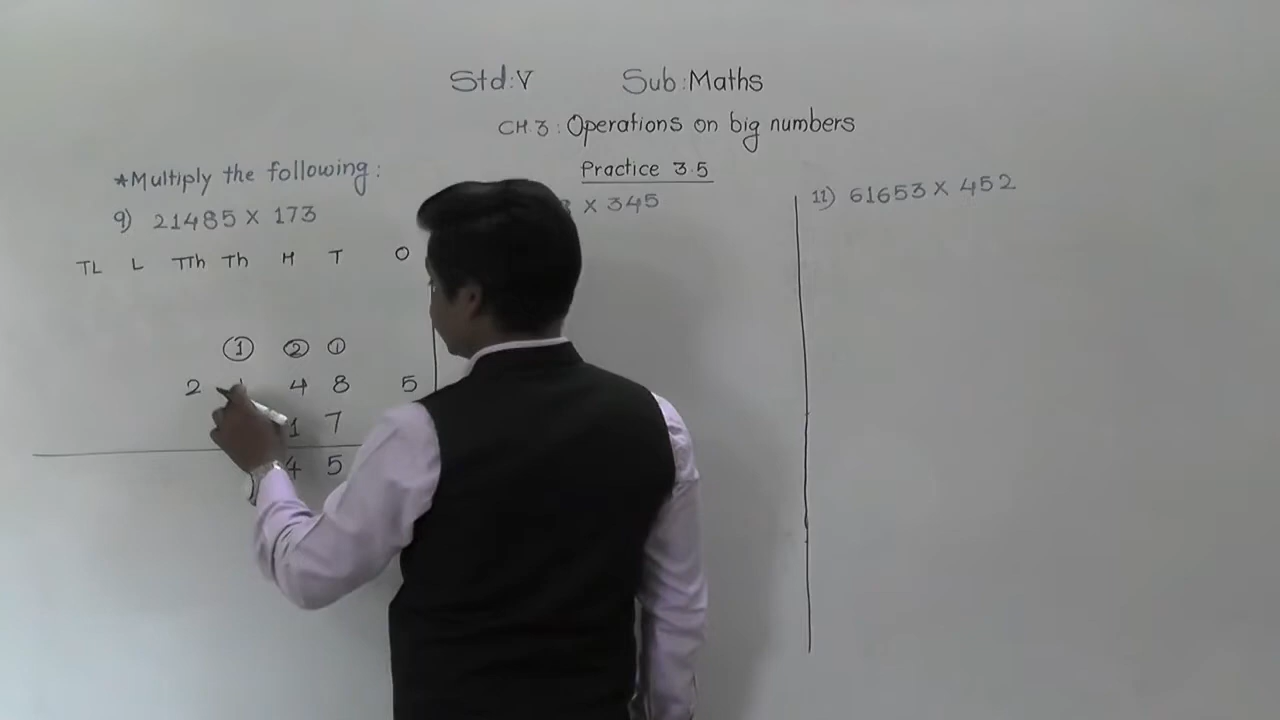 Std:V Sub:Maths
CH.3: Operations on big numbers
*Multiply the following:
Practice 3.5
9) 21485 X 173
X 345
11) 61653 X 452
TL L TTh Th H T O
1 2 1
2 4 8 5
1 7
4 5